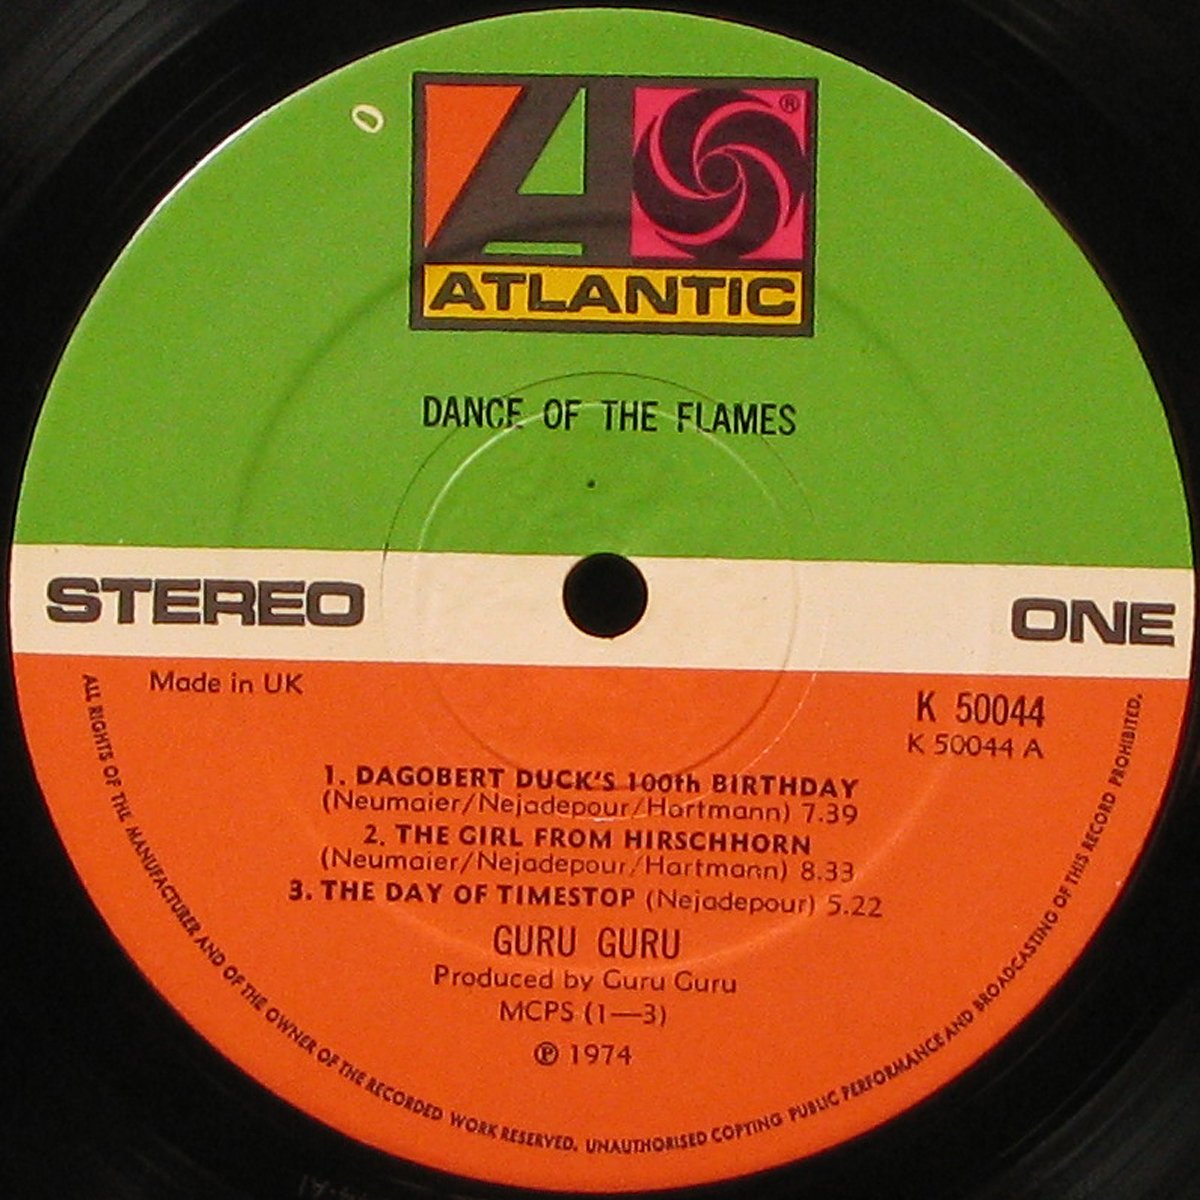 O
®
ATLANTIC
DANCE OF THE FLAMES
STEREO
ONE
Made in UK
K 50044
K 50044 A
1. DAGOBERT DUCK'S 100th BIRTHDAY
(Neumaier/Nejadepour/Hartmann) 7.39
2. THE GIRL FROM HIRSCHHORN
(Neumaier/Nejadepour/Hartmann) 8.33
3. THE DAY OF TIMESTOP (Nejadepour) 5.22
GURU GURU
Produced by Guru Guru
MCPS (1—3)
℗ 1974
ALL RIGHTS OF THE MANUFACTURER AND OF THE OWNER OF THE RECORDED WORK RESERVED. UNAUTHORISED COPYING PUBLIC PERFORMANCE AND BROADCASTING OF THIS RECORD PROHIBITED.